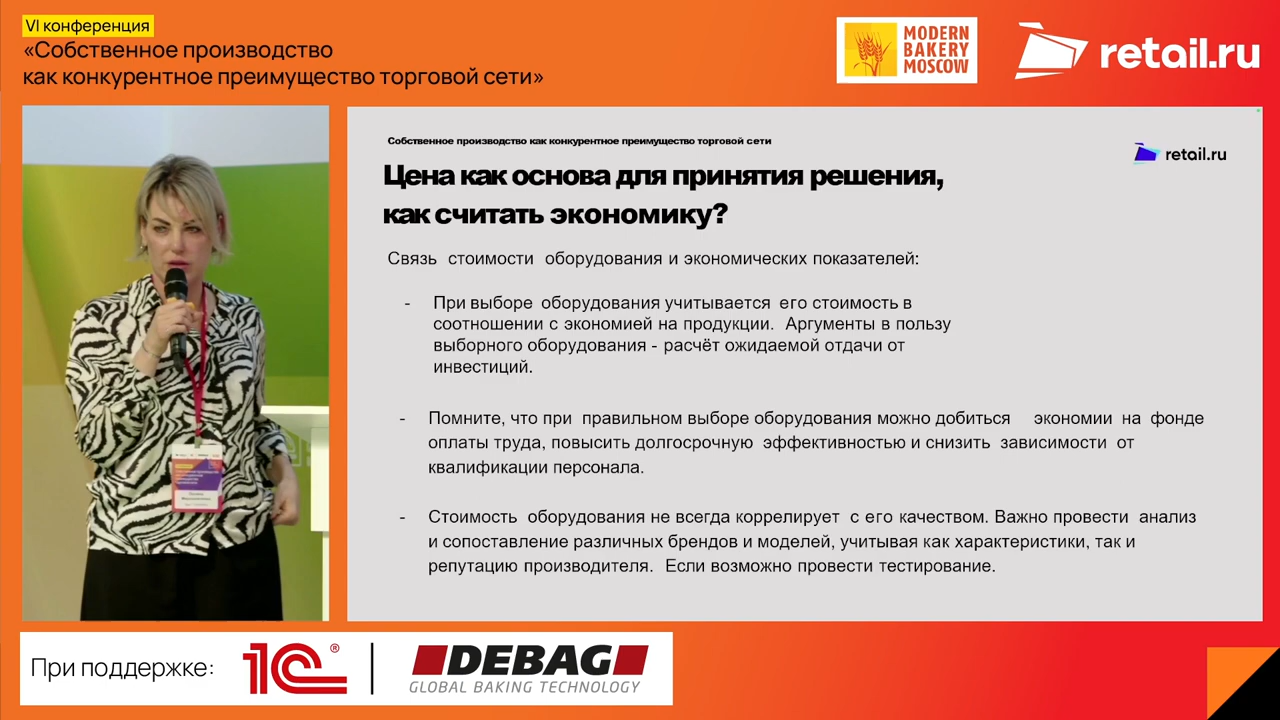 VI конференция
«Собственное производство
как конкурентное преимущество торговой сети»
MODERN
BAKERY
MOSCOW
retail.ru
Собственное производство как конкурентное преимущество торговой сети
retail.ru
Цена как основа для принятия решения,
как считать экономику?
Связь стоимости оборудования и экономических показателей:
- При выборе оборудования учитывается его стоимость в
соотношении с экономией на продукции. Аргументы в пользу
выборного оборудования - расчёт ожидаемой отдачи от
инвестиций.
- Помните, что при правильном выборе оборудования можно добиться экономии на фонде
оплаты труда, повысить долгосрочную эффективностью и снизить зависимости от
квалификации персонала.
- Стоимость оборудования не всегда коррелирует с его качеством. Важно провести анализ
и сопоставление различных брендов и моделей, учитывая как характеристики, так и
репутацию производителя. Если возможно провести тестирование.
При поддержке:
1С®
DEBAG
GLOBAL BAKING TECHNOLOGY